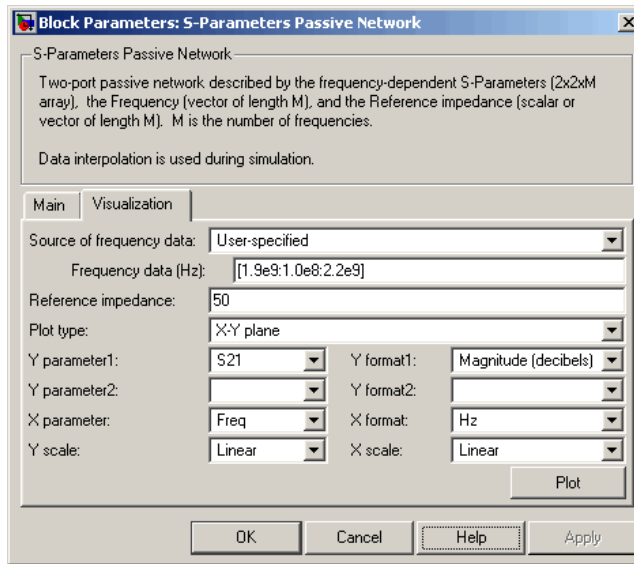 Block Parameters: S-Parameters Passive Network
S-Parameters Passive Network
Two-port passive network described by the frequency-dependent S-Parameters (2x2xM
array), the Frequency (vector of length M), and the Reference impedance (scalar or
vector of length M). M is the number of frequencies.
Data interpolation is used during simulation.
Main Visualization
Source of frequency data: User-specified
Frequency data (Hz): [1.9e9:1.0e8:2.2e9]
Reference impedance: 50
Plot type: X-Y plane
Y parameter1: S21 Y format1: Magnitude (decibels)
Y parameter2: Y format2:
X parameter: Freq X format: Hz
Y scale: Linear X scale: Linear
Plot
OK Cancel Help Apply